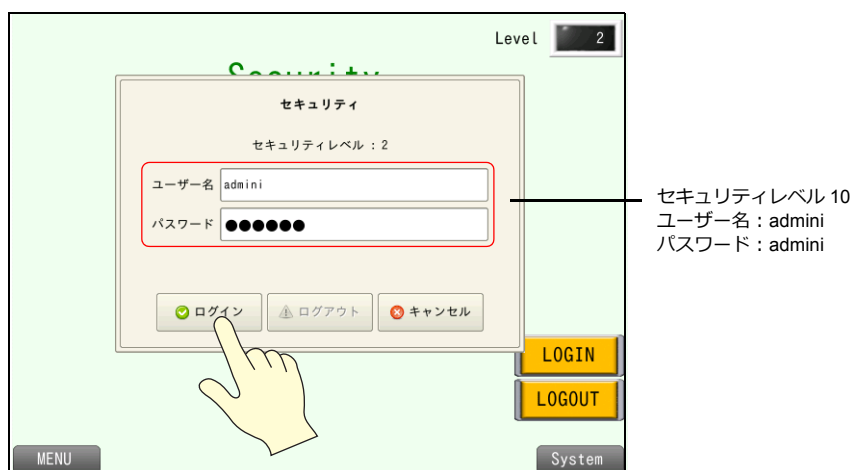 Level 2
Security
セキュリティ
セキュリティレベル : 2
ユーザー名 admini
パスワード ●●●●●●
ログイン ログアウト キャンセル
セキュリティレベル 10
ユーザー名：admini
パスワード：admini
LOGIN
LOGOUT
MENU System